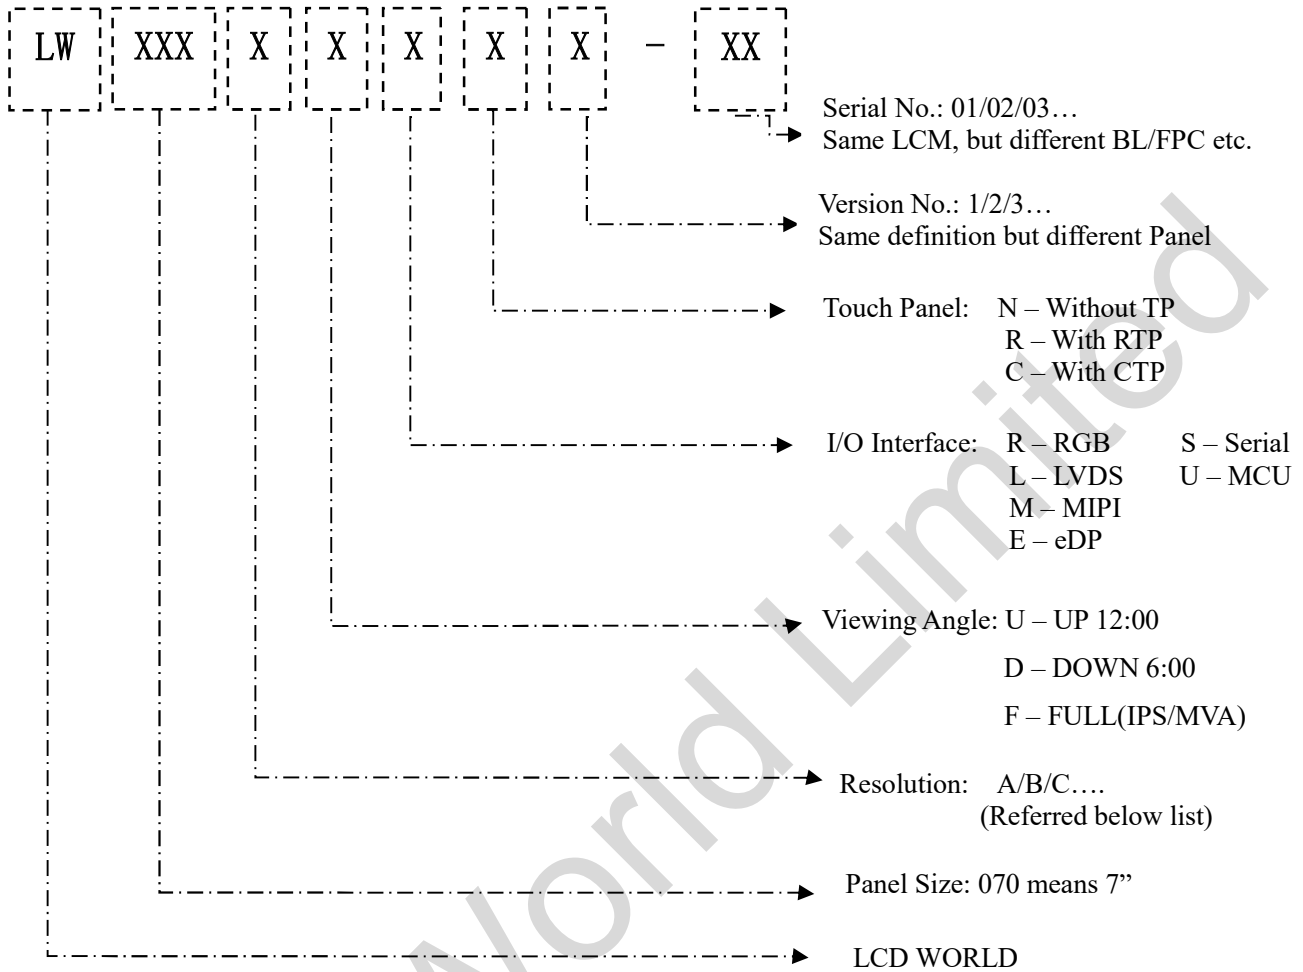 LW XXX X X X X X – XX
Serial No.: 01/02/03…
Same LCM, but different BL/FPC etc.
Version No.: 1/2/3…
Same definition but different Panel
Touch Panel: N – Without TP
R – With RTP
C – With CTP
I/O Interface: R – RGB S – Serial
L – LVDS U – MCU
M – MIPI
E – eDP
Viewing Angle: U – UP 12:00
D – DOWN 6:00
F – FULL(IPS/MVA)
Resolution: A/B/C….
(Referred below list)
Panel Size: 070 means 7”
LCD WORLD
World Limited